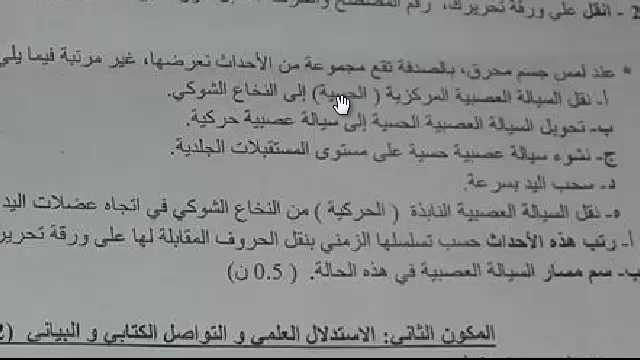 2 - انقل على ورقة تحريرك، رقم المصطلح
* عند لمس جسم محرق، بالصدفة تقع مجموعة من الأحداث نعرضها، غير مرتبة فيما يلي
أ- نقل السيالة العصبية المركزية ( الحسية) إلى النخاع الشوكي.
ب- تحويل السيالة العصبية الحسية إلى سيالة عصبية حركية.
ج- نشوء سيالة عصبية حسية على مستوى المستقبلات الجلدية.
د- سحب اليد بسرعة.
ه- نقل السيالة العصبية النابذة ( الحركية ) من النخاع الشوكي في اتجاه عضلات اليد
أ- رتب هذه الأحداث حسب تسلسلها الزمني بنقل الحروف المقابلة لها على ورقة تحرير
ب- سم مسار السيالة العصبية في هذه الحالة. ( 0.5 ن)
المكون الثاني: الاستدلال العلمي و التواصل الكتابي و البياني